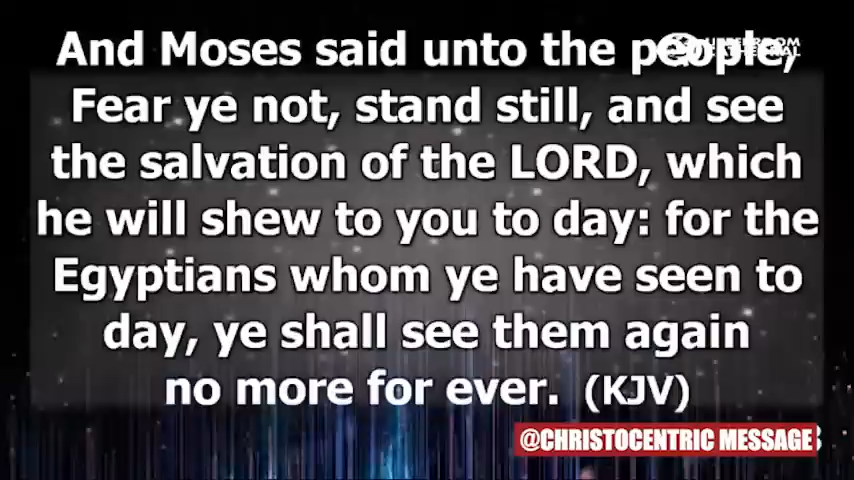 And Moses said unto the people,
Fear ye not, stand still, and see
the salvation of the LORD, which
he will shew to you to day: for the
Egyptians whom ye have seen to
day, ye shall see them again
no more for ever. (KJV)
CATHEDRAL
@CHRISTOCENTRIC MESSAGE